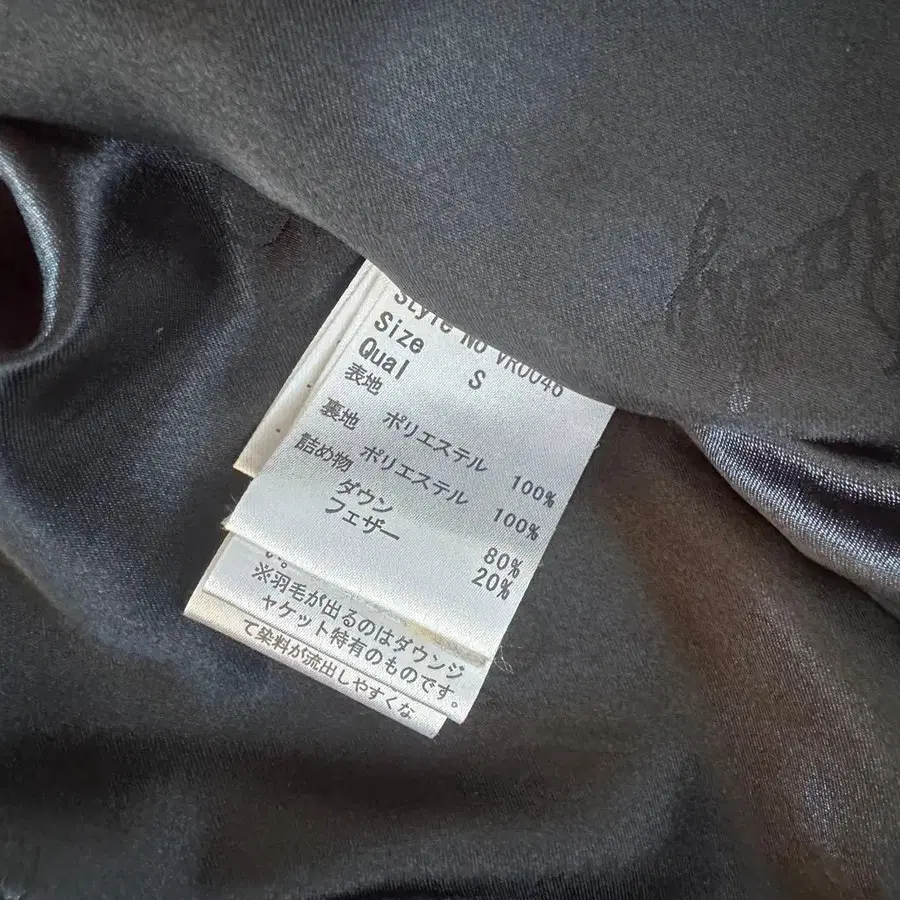 Style No VR0046
Size S
Qual
表地 ポリエステル 100%
裏地 ポリエステル 100%
詰め物 ダウン 80%
フェザー 20%
い。
※羽毛が出るのはダウンジ
ャケット特有のものです。
て染料が流出しやすくな